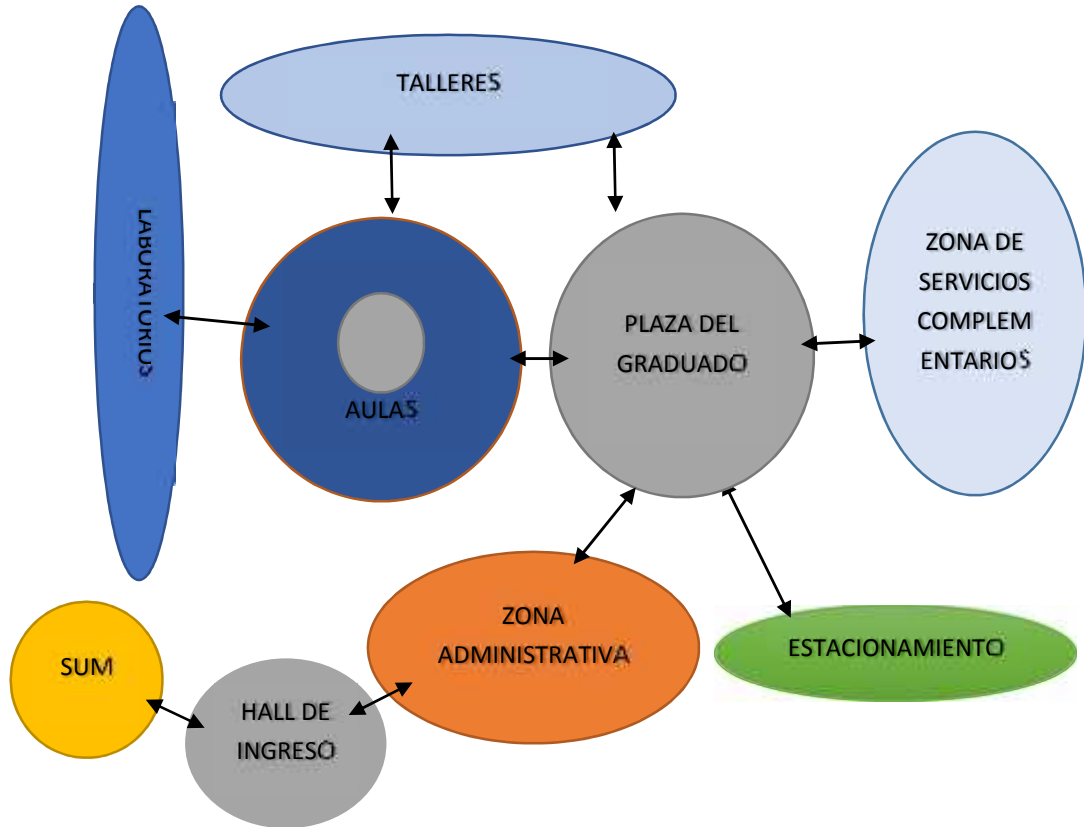 TALLERES
LABORATORIOS
ZONA DE
SERVICIOS
COMPLEM
ENTARIOS
PLAZA DEL
GRADUADO
AULAS
ZONA
ADMINISTRATIVA
ESTACIONAMIENTO
SUM
HALL DE
INGRESO